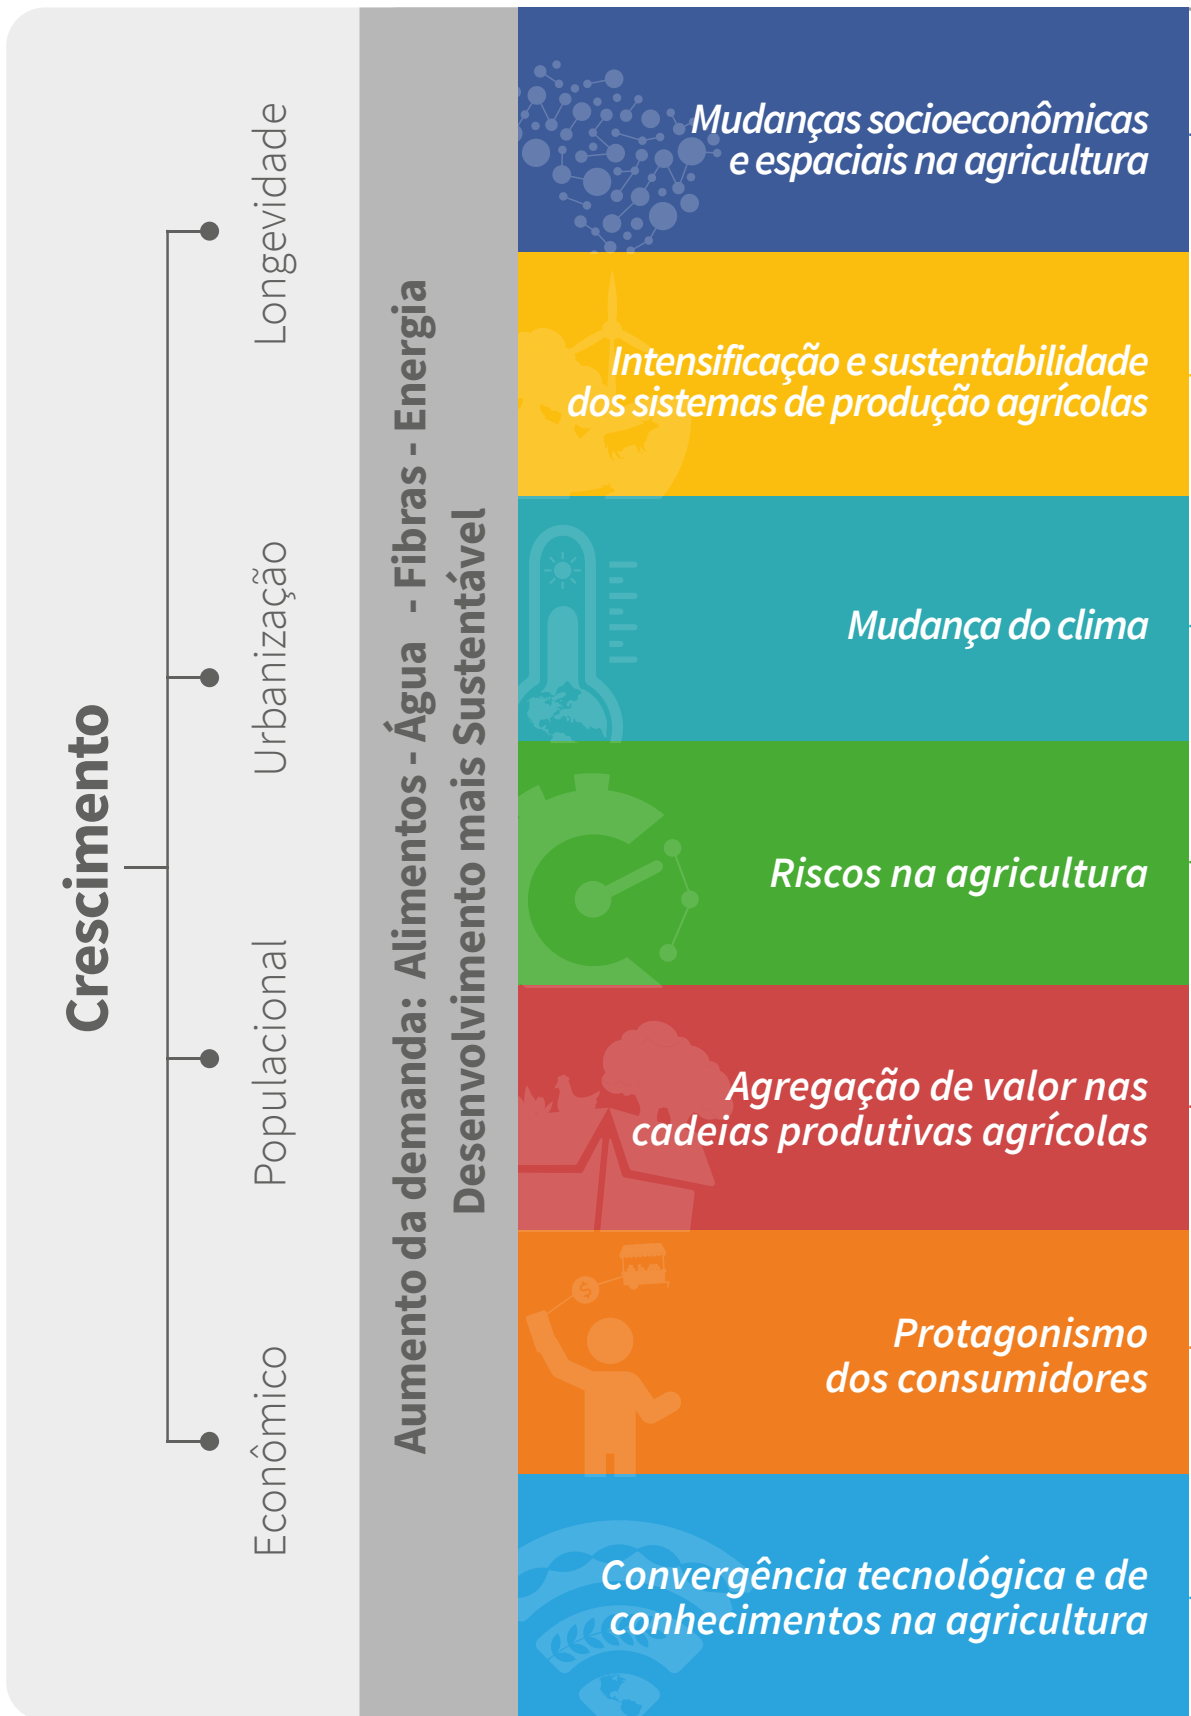 Crescimento
Longevidade
Urbanização
Populacional
Econômico
Aumento da demanda: Alimentos - Água - Fibras - Energia
Desenvolvimento mais Sustentável
Mudanças socioeconômicas
e espaciais na agricultura
Intensificação e sustentabilidade
dos sistemas de produção agrícolas
Mudança do clima
Riscos na agricultura
Agregação de valor nas
cadeias produtivas agrícolas
$
Protagonismo
dos consumidores
Convergência tecnológica e de
conhecimentos na agricultura